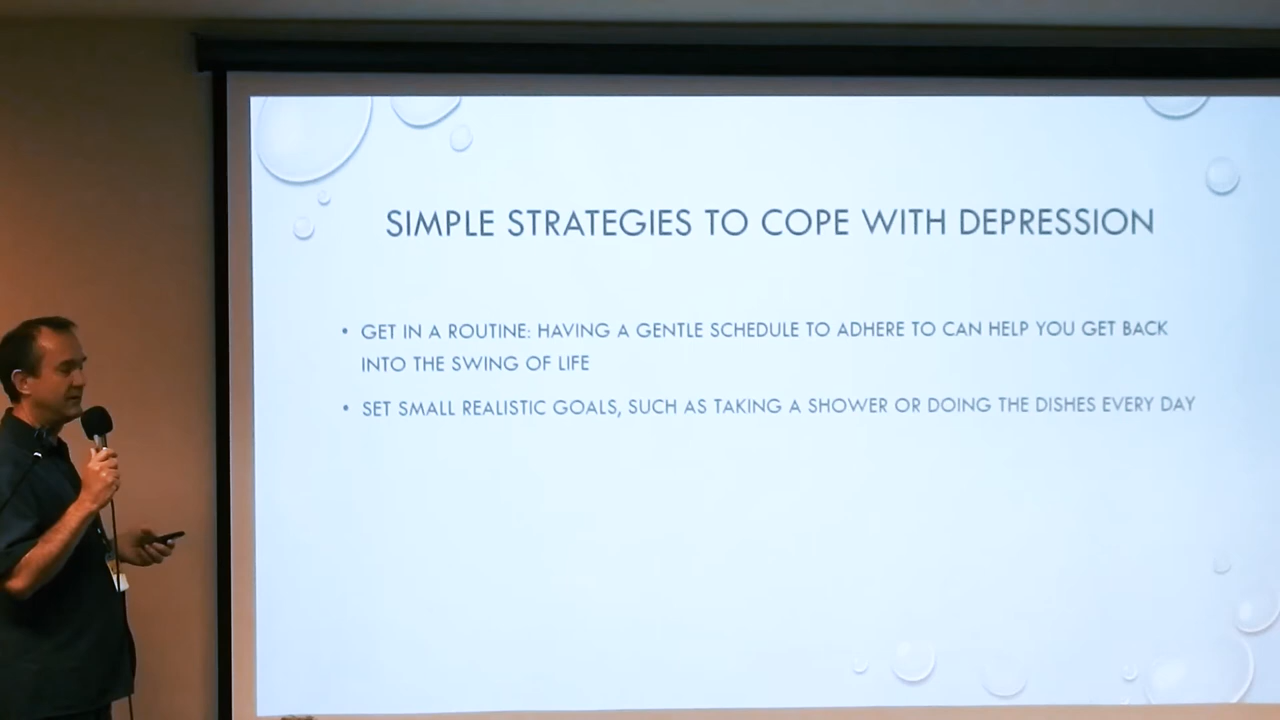 SIMPLE STRATEGIES TO COPE WITH DEPRESSION
• GET IN A ROUTINE: HAVING A GENTLE SCHEDULE TO ADHERE TO CAN HELP YOU GET BACK
INTO THE SWING OF LIFE
• SET SMALL REALISTIC GOALS, SUCH AS TAKING A SHOWER OR DOING THE DISHES EVERY DAY